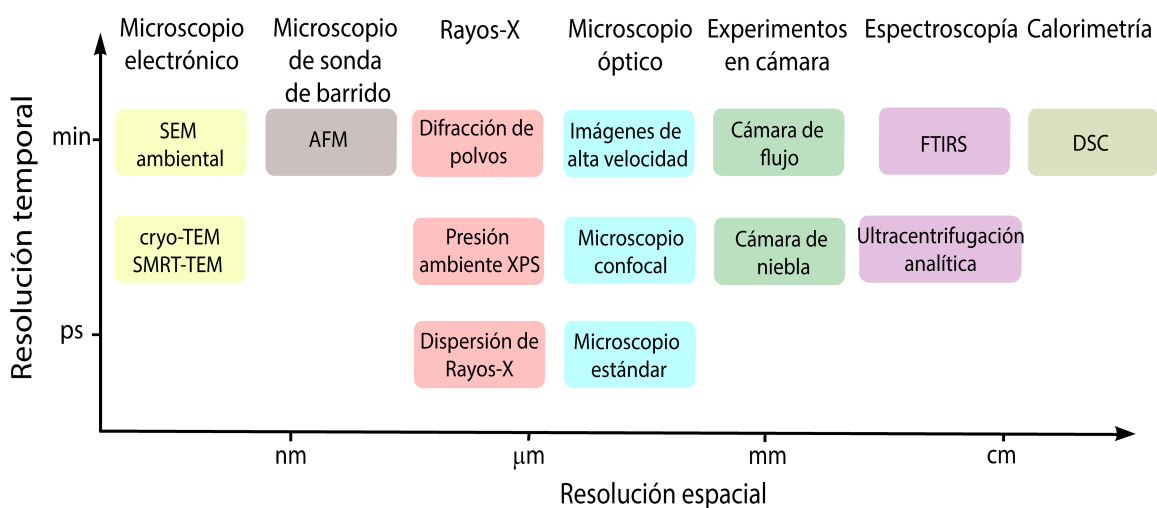 Microscopio
electrónico
Microscopio
de sonda
de barrido
Rayos-X
Microscopio
óptico
Experimentos
en cámara
Espectroscopía
Calorimetría
Resolución temporal
min
ps
SEM
ambiental
AFM
Difracción de
polvos
Imágenes de
alta velocidad
Cámara de
flujo
FTIRS
DSC
cryo-TEM
SMRT-TEM
Presión
ambiente XPS
Microscopio
confocal
Cámara de
niebla
Ultracentrifugación
analítica
Dispersión de
Rayos-X
Microscopio
estándar
nm
μm
mm
cm
Resolución espacial